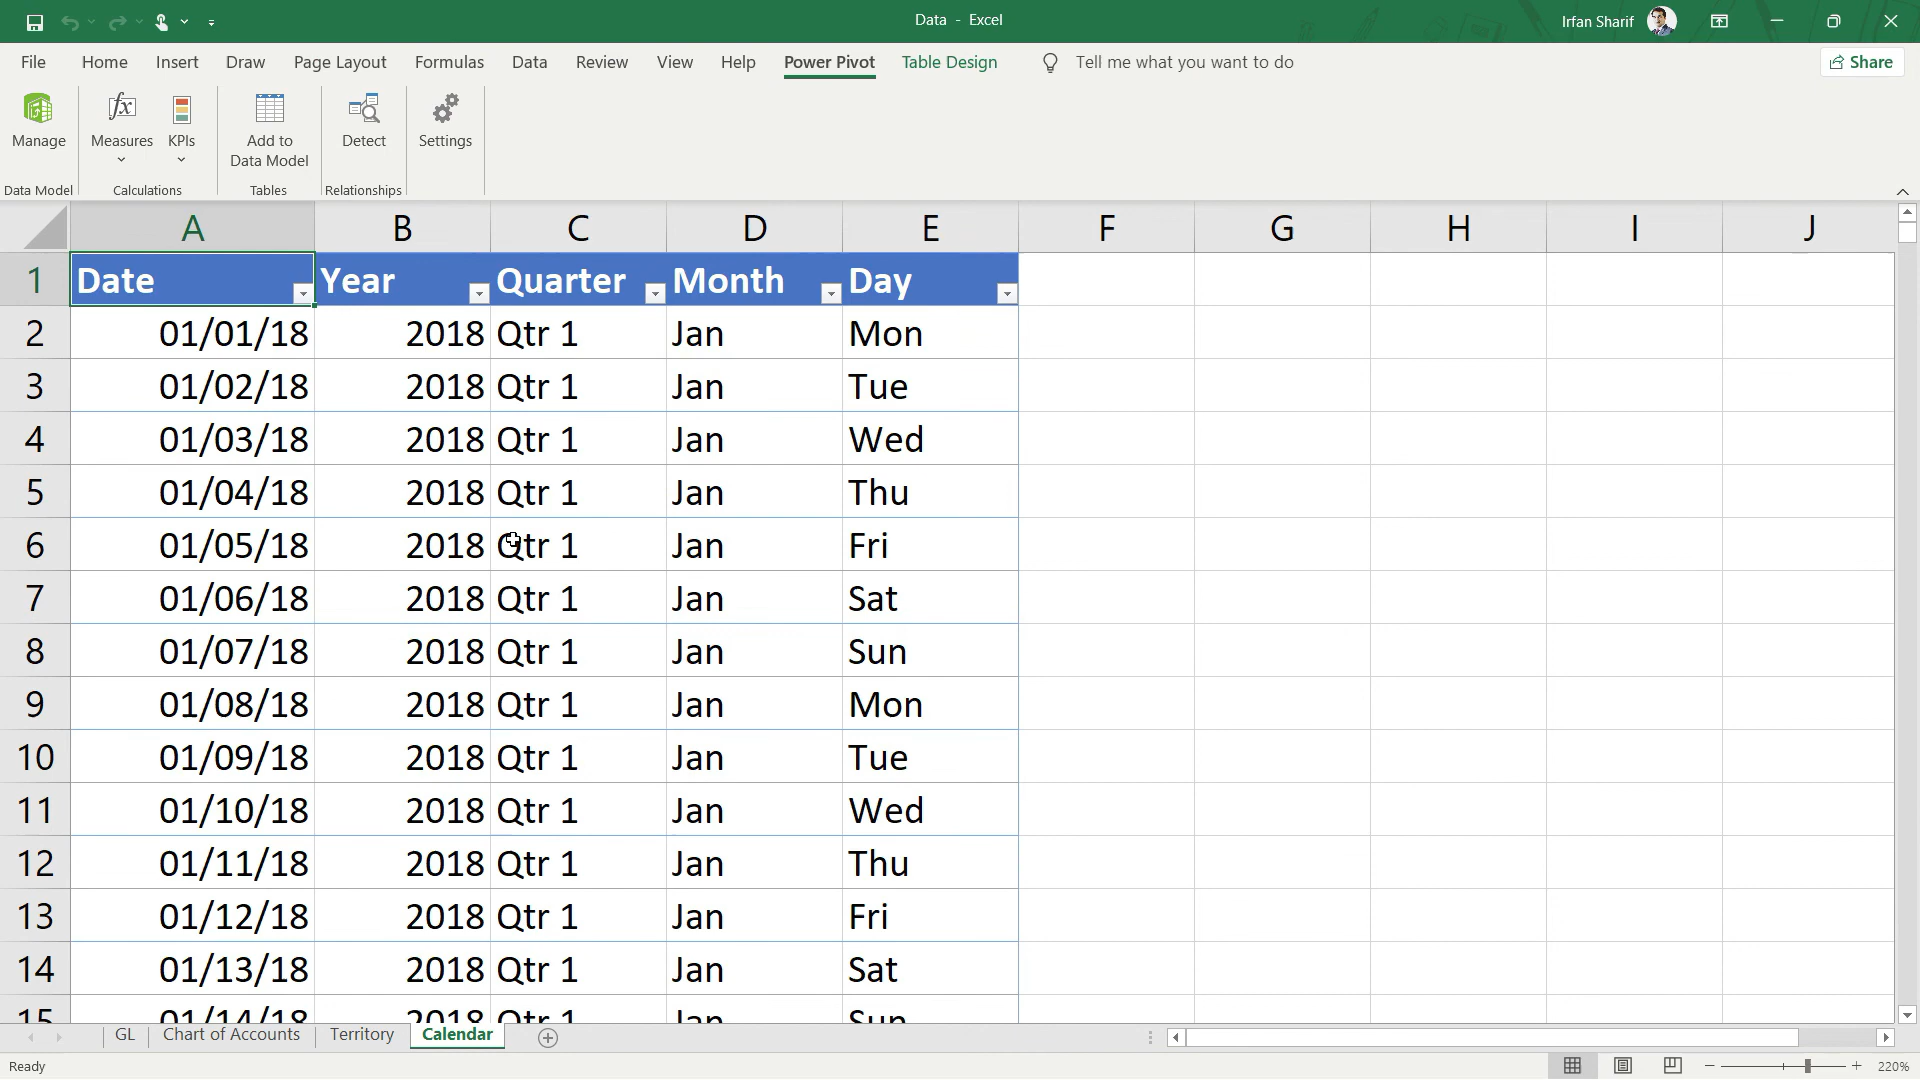 Data - Excel
Irfan Sharif
File Home Insert Draw Page Layout Formulas Data Review View Help Power Pivot Table Design Tell me what you want to do Share
Manage Measures KPIs Add to Data Model Detect Settings
Data Model Calculations Tables Relationships
A B C D E F G H I J
1 Date Year Quarter Month Day
2 01/01/18 2018 Qtr 1 Jan Mon
3 01/02/18 2018 Qtr 1 Jan Tue
4 01/03/18 2018 Qtr 1 Jan Wed
5 01/04/18 2018 Qtr 1 Jan Thu
6 01/05/18 2018 Qtr 1 Jan Fri
7 01/06/18 2018 Qtr 1 Jan Sat
8 01/07/18 2018 Qtr 1 Jan Sun
9 01/08/18 2018 Qtr 1 Jan Mon
10 01/09/18 2018 Qtr 1 Jan Tue
11 01/10/18 2018 Qtr 1 Jan Wed
12 01/11/18 2018 Qtr 1 Jan Thu
13 01/12/18 2018 Qtr 1 Jan Fri
14 01/13/18 2018 Qtr 1 Jan Sat
15 01/14/18 2018 Qtr 1 Jan Sun
GL Chart of Accounts Territory Calendar
Ready 220%